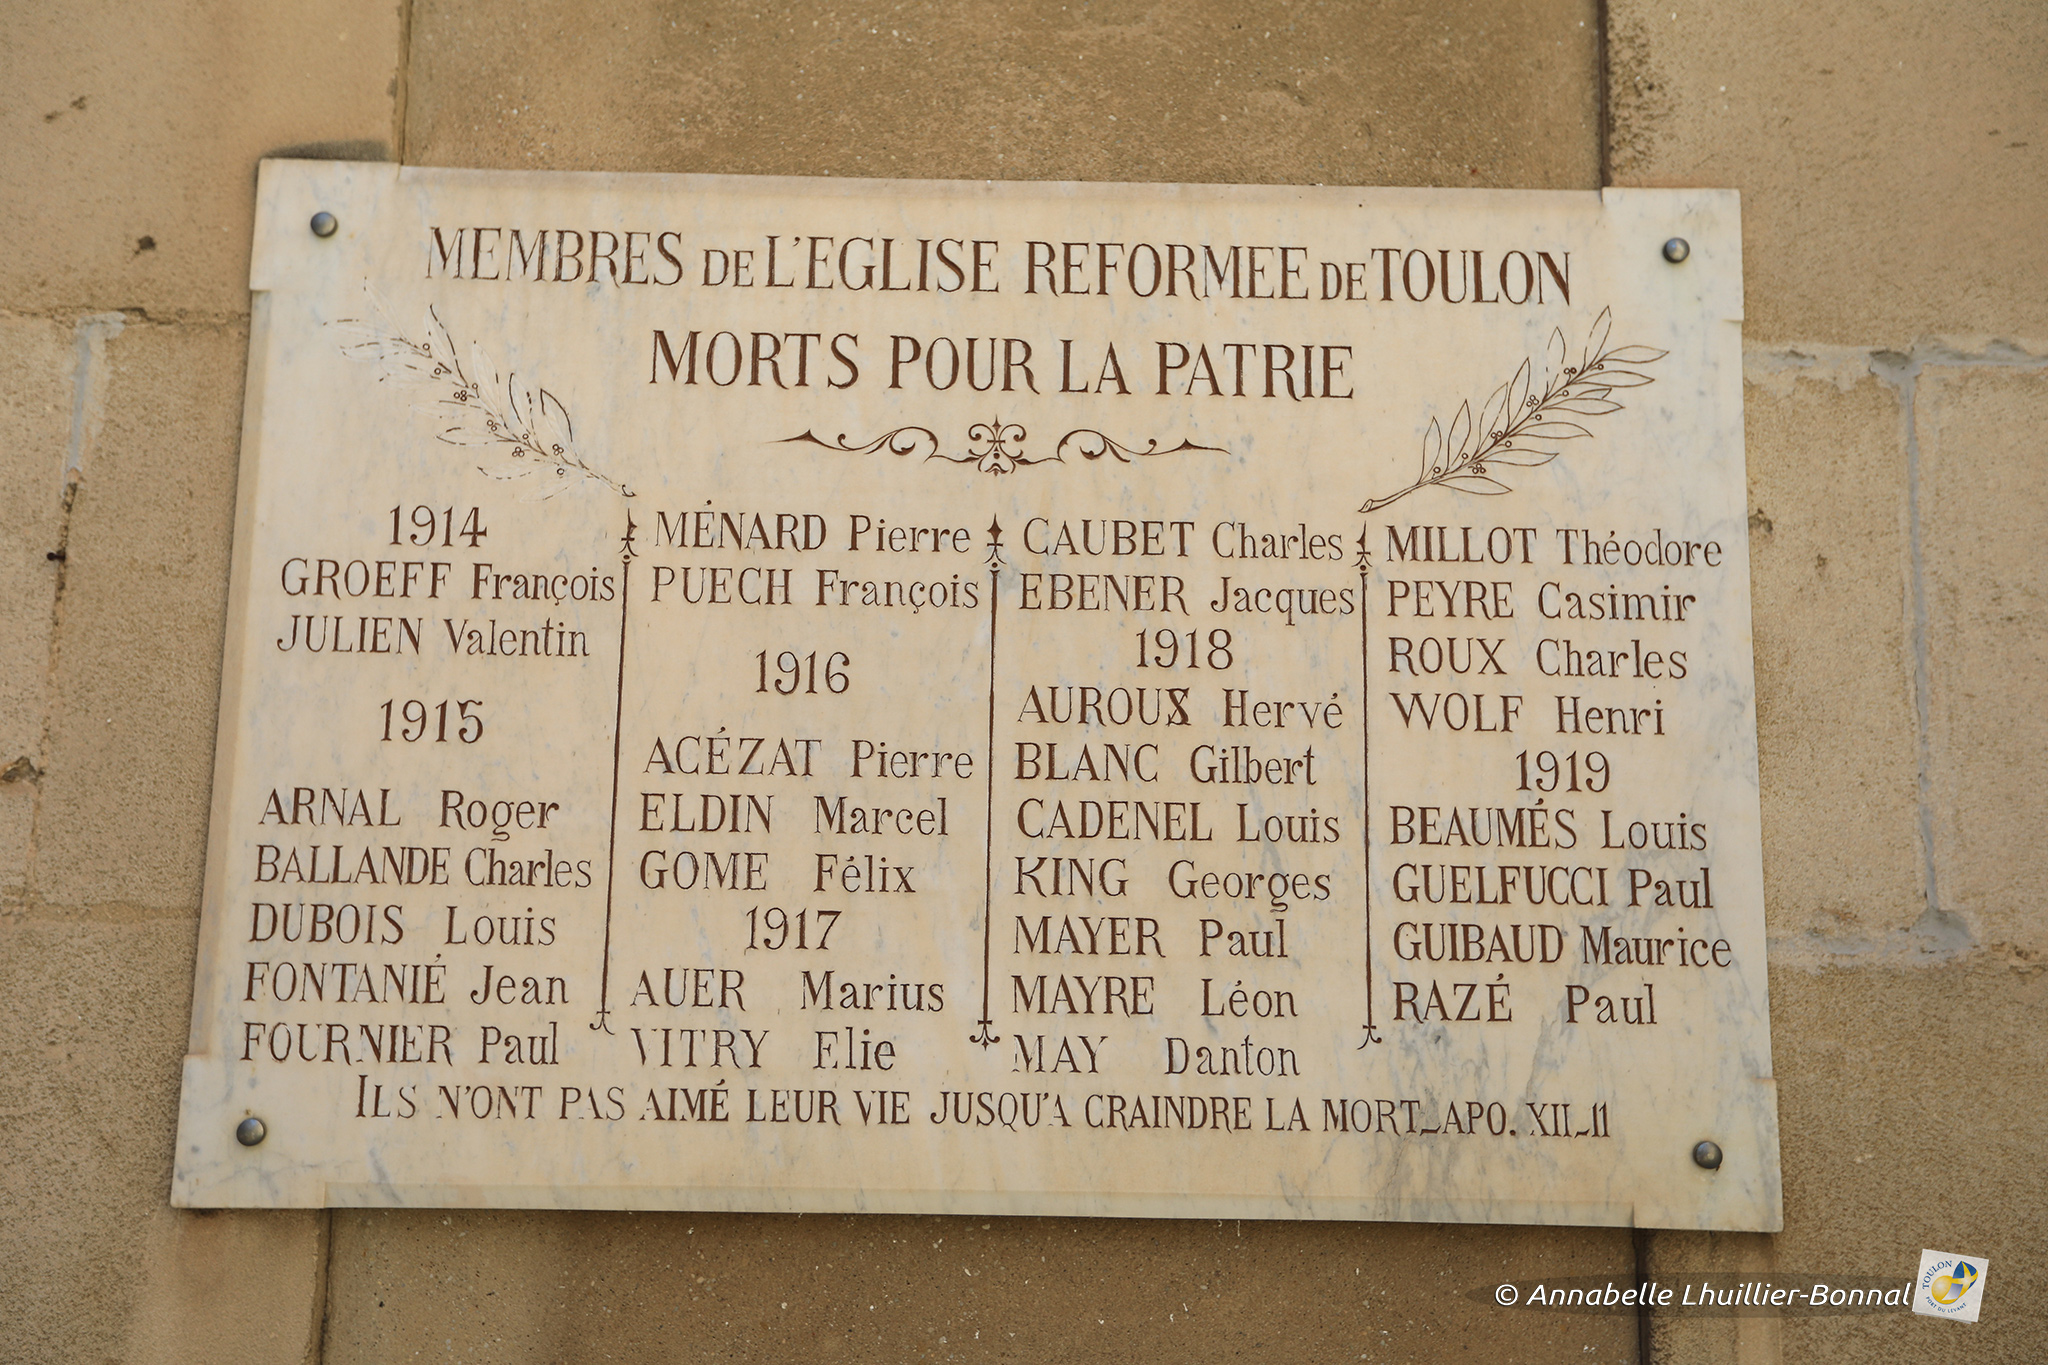 MEMBRES DE L'EGLISE REFORMEE DE TOULON
MORTS POUR LA PATRIE
1914
GROEFF François
JULIEN Valentin
1915
ARNAL Roger
BALLANDE Charles
DUBOIS Louis
FONTANIÉ Jean
FOURNIER Paul
MÉNARD Pierre
PUECH François
1916
ACÉZAT Pierre
ELDIN Marcel
GOME Félix
1917
AUER Marius
VITRY Elie
CAUBET Charles
EBENER Jacques
1918
AUROUX Hervé
BLANC Gilbert
CADENEL Louis
KING Georges
MAYER Paul
MAYRE Léon
MAY Danton
MILLOT Théodore
PEYRE Casimir
ROUX Charles
WOLF Henri
1919
BEAUMÉS Louis
GUELFUCCI Paul
GUIBAUD Maurice
RAZÉ Paul
ILS N'ONT PAS AIMÉ LEUR VIE JUSQU'A CRAINDRE LA MORT_APO. XII_11
© Annabelle Lhuillier-Bonnal
TOULON
PORT DU LEVANT